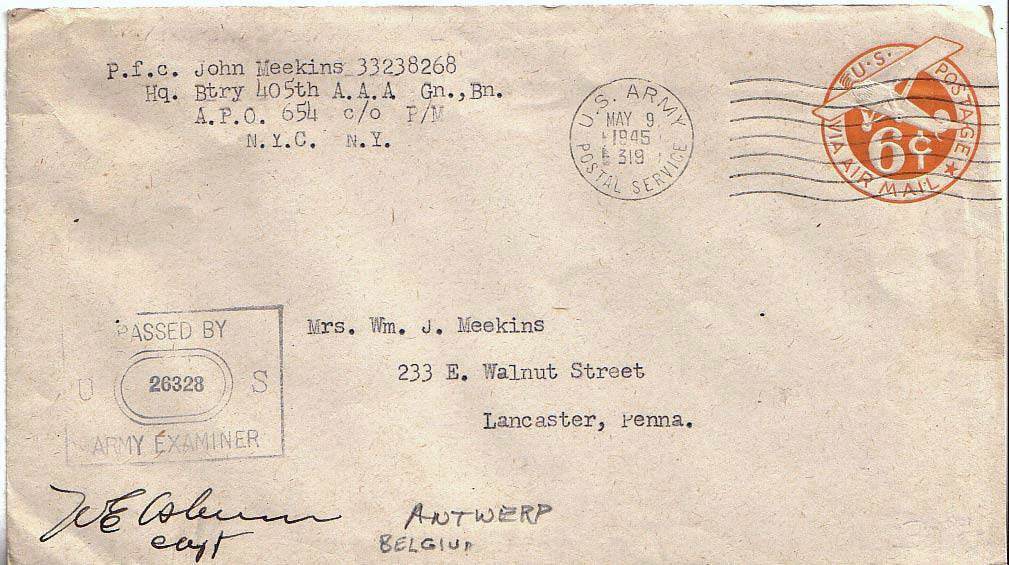 P.f.c. John Meekins 33238268
Hq. Btry 405th A.A.A Gn.,Bn.
A.P.O. 654 c/o P/M
N.Y.C. N.Y.
U.S. ARMY
MAY 9
1945
319
POSTAL SERVICE
U.S. POSTAGE
6¢
VIA AIR MAIL
Mrs. Wm. J. Meekins
233 E. Walnut Street
Lancaster, Penna.
PASSED BY
U 26328 S
ARMY EXAMINER
Capt
ANTWERP
BELGIUM